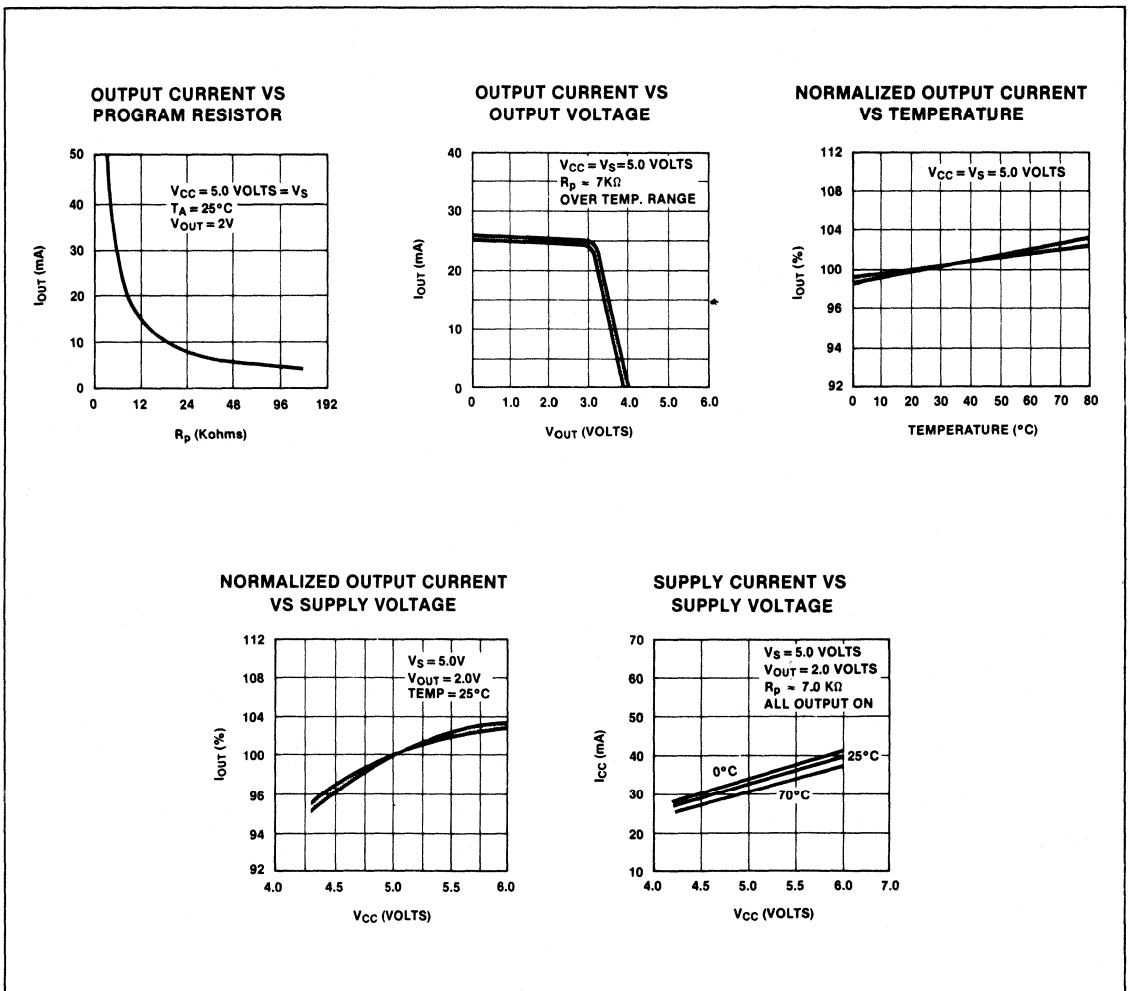 OUTPUT CURRENT VS
PROGRAM RESISTOR
50
40
30
20
10
0
IOUT (mA)
VCC = 5.0 VOLTS = VS
TA = 25°C
VOUT = 2V
0 12 24 48 96 192
Rp (Kohms)
OUTPUT CURRENT VS
OUTPUT VOLTAGE
40
30
20
10
0
IOUT (mA)
VCC = VS = 5.0 VOLTS
Rp ≈ 7KΩ
OVER TEMP. RANGE
0 1.0 2.0 3.0 4.0 5.0 6.0
VOUT (VOLTS)
NORMALIZED OUTPUT CURRENT
VS TEMPERATURE
112
108
104
100
96
94
92
IOUT (%)
VCC = VS = 5.0 VOLTS
0 10 20 30 40 50 60 70 80
TEMPERATURE (°C)
NORMALIZED OUTPUT CURRENT
VS SUPPLY VOLTAGE
112
108
104
100
96
94
92
IOUT (%)
VS = 5.0V
VOUT = 2.0V
TEMP = 25°C
4.0 4.5 5.0 5.5 6.0
VCC (VOLTS)
SUPPLY CURRENT VS
SUPPLY VOLTAGE
70
60
50
40
30
20
10
ICC (mA)
VS = 5.0 VOLTS
VOUT = 2.0 VOLTS
Rp ≈ 7.0 KΩ
ALL OUTPUT ON
0°C
25°C
70°C
4.0 4.5 5.0 5.5 6.0 7.0
VCC (VOLTS)